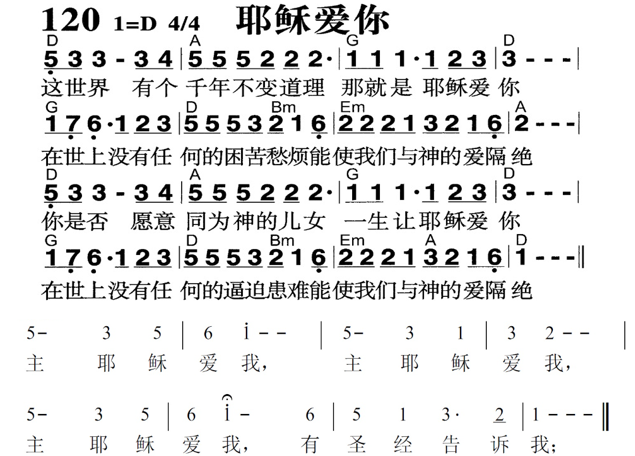 120 1=D 4/4 耶稣爱你
D A G D
5 3 3 - 3 4 | 5 5 5 2 2 2 2· | 1 1 1·1 2 3 | 3 - - - |
这世界 有个 千年不变道理 那就是 耶稣爱 你
G D Bm Em A
1 7 6·1 2 3 | 5 5 5 3 2 1 6 | 2 2 2 1 3 2 1 6 | 2 - - - |
在世上没有任 何的困苦愁烦能使我们与神的爱隔 绝
D A G D
5 3 3 - 3 4 | 5 5 5 2 2 2 2· | 1 1 1·1 2 3 | 3 - - - |
你是否 愿意 同为神的儿女 一生让耶稣爱 你
G D Bm Em A D
1 7 6·1 2 3 | 5 5 5 3 2 1 6 | 2 2 2 1 3 2 1 6 | 1 - - - ‖
在世上没有任 何的逼迫患难能使我们与神的爱隔 绝
5- 3 5 | 6 i - - | 5- 3 1 | 3 2 - - |
主 耶 稣 爱 我， 主 耶 稣 爱 我，
5- 3 5 | 6 i - 6 | 5 1 3· 2 | 1 - - - ‖
主 耶 稣 爱 我， 有 圣 经 告 诉 我；